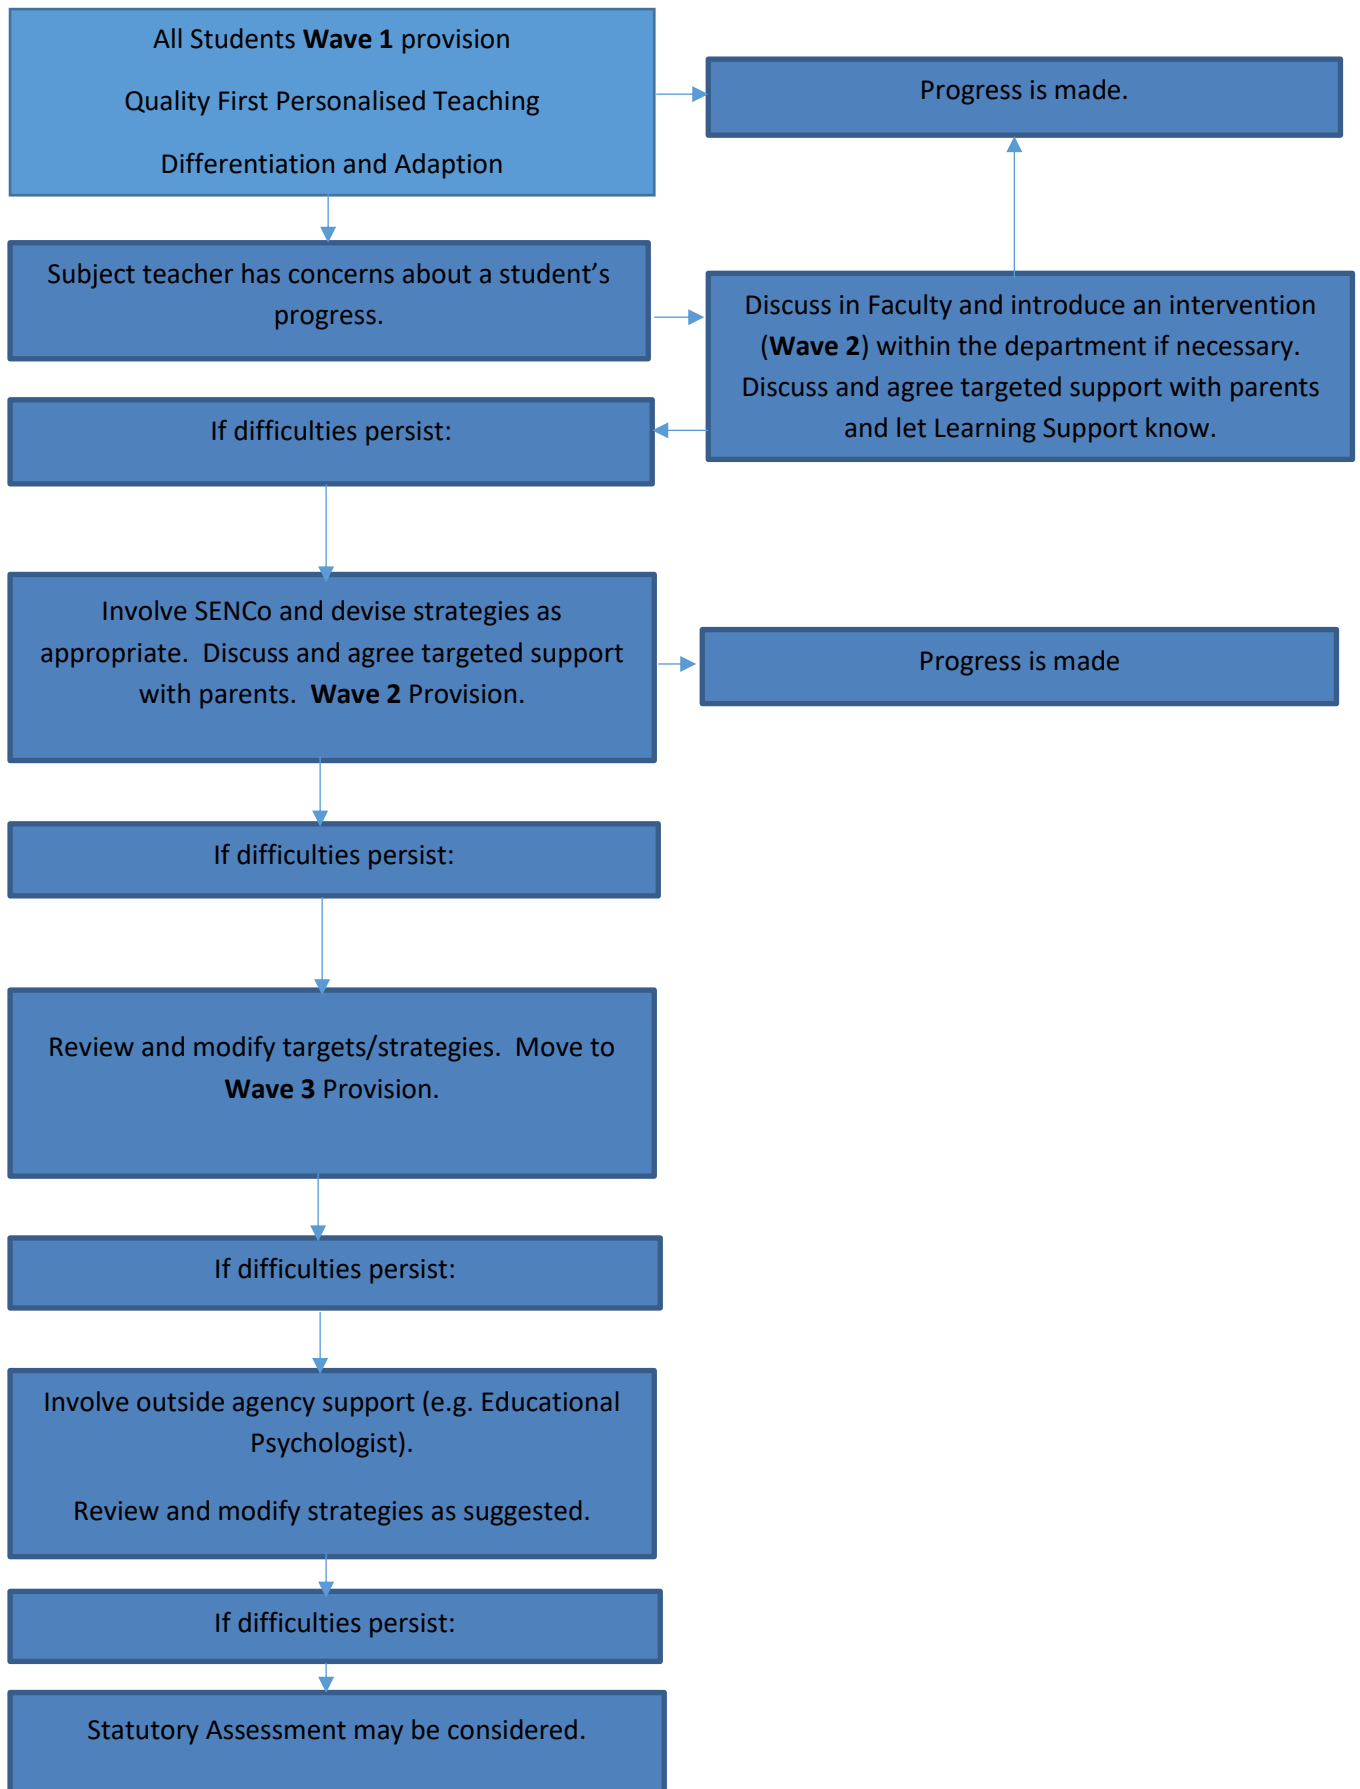 All Students Wave 1 provision
Quality First Personalised Teaching
Differentiation and Adaption
Progress is made.
Subject teacher has concerns about a student’s
progress.
Discuss in Faculty and introduce an intervention
(Wave 2) within the department if necessary.
Discuss and agree targeted support with parents
and let Learning Support know.
If difficulties persist:
Involve SENCo and devise strategies as
appropriate.  Discuss and agree targeted support
with parents.  Wave 2 Provision.
Progress is made
If difficulties persist:
Review and modify targets/strategies.  Move to
Wave 3 Provision.
If difficulties persist:
Involve outside agency support (e.g. Educational
Psychologist).
Review and modify strategies as suggested.
If difficulties persist:
Statutory Assessment may be considered.